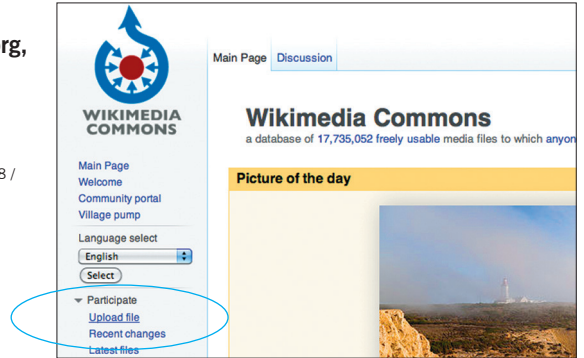 rg,
8 /
WIKIMEDIA
COMMONS
Main Page
Welcome
Community portal
Village pump
Language select
English
Select
Participate
Upload file
Recent changes
Latest files
Main Page Discussion
Wikimedia Commons
a database of 17,735,052 freely usable media files to which anyon
Picture of the day